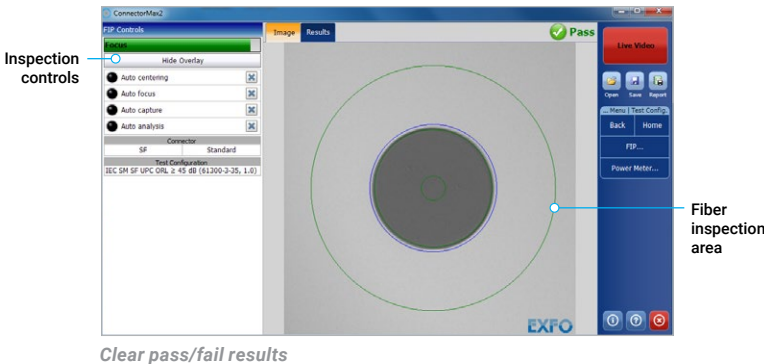 ConnectorMax2
FIP Controls
Focus
Hide Overlay
Auto centering
Auto focus
Auto capture
Auto analysis
Connector
SF Standard
Test Configuration
IEC SM SF UPC ORL ≥ 45 dB (61300-3-35, 1.0)
Image Results
Pass
EXFO
Live Video
Open Save Report
... Menu | Test Config.
Back Home
FIP...
Power Meter...
Inspection
controls
Fiber
inspection
area
Clear pass/fail results